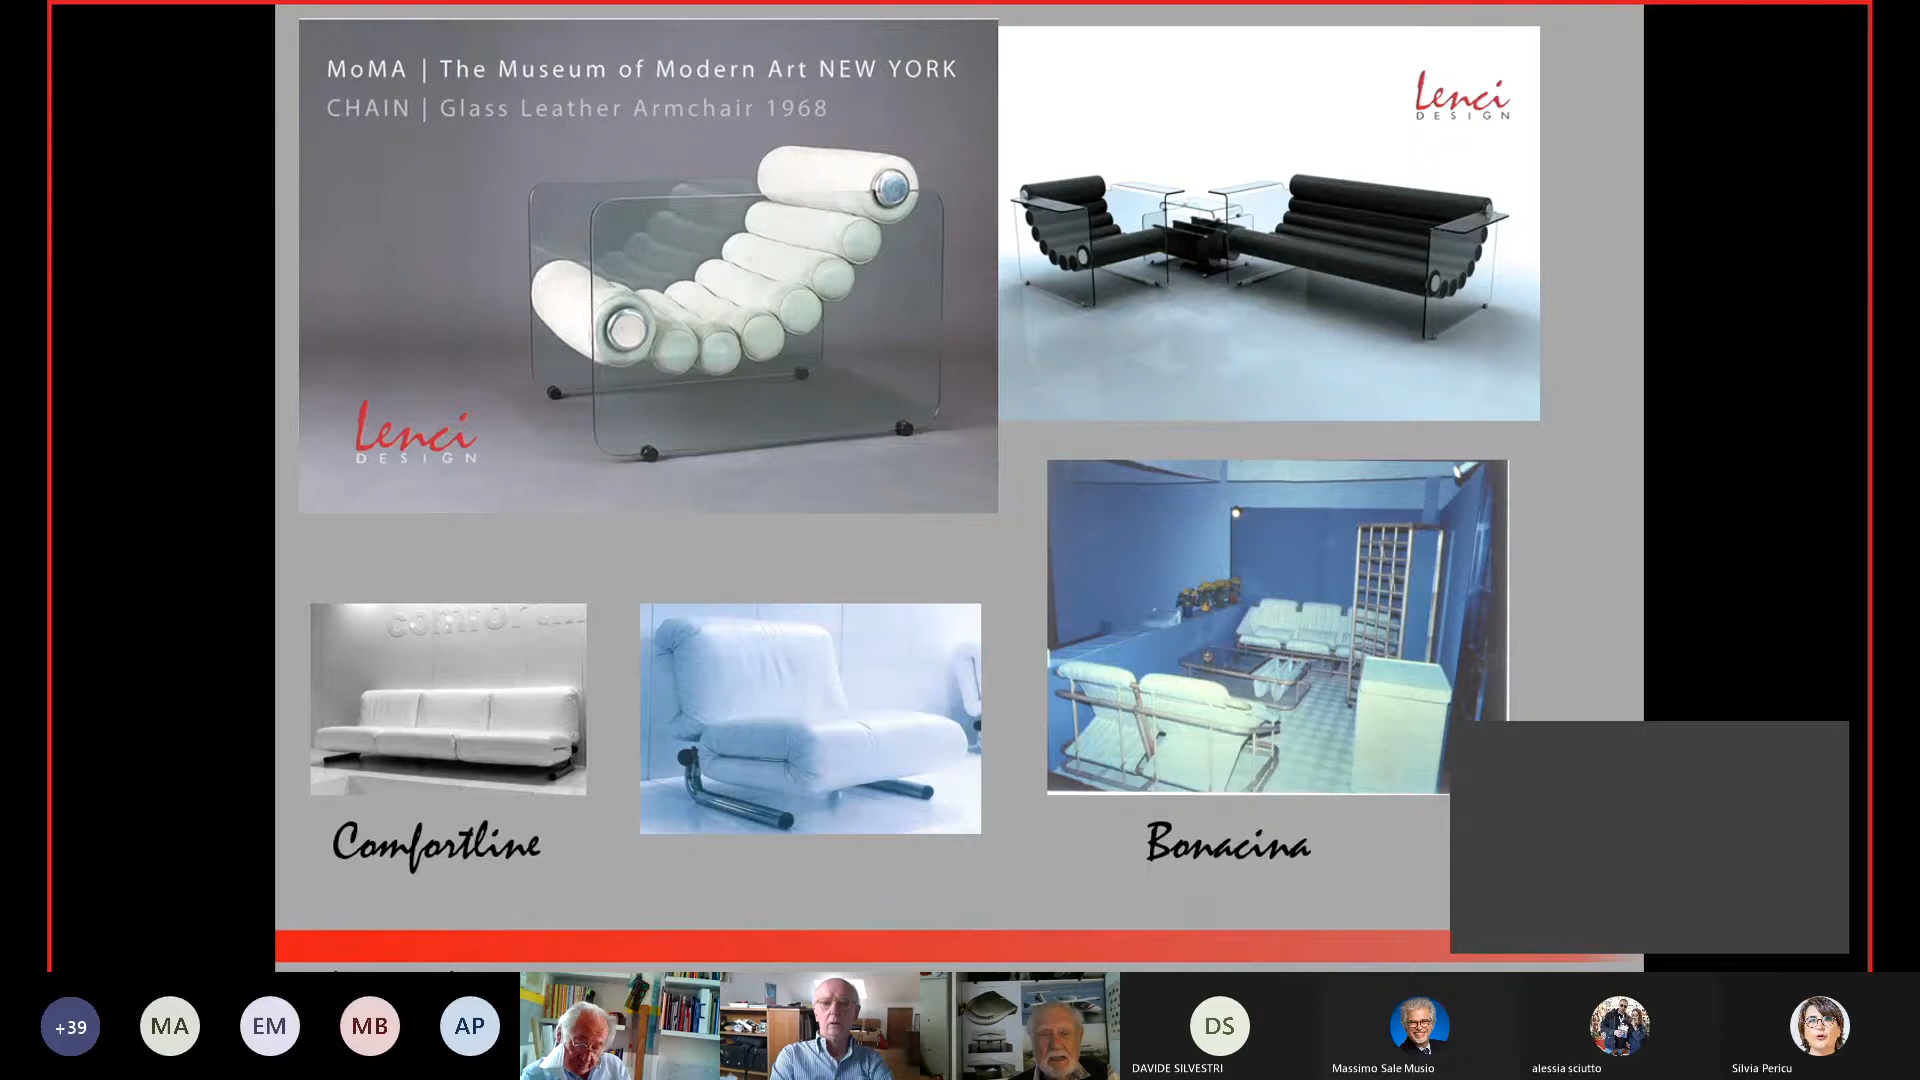 MoMA | The Museum of Modern Art NEW YORK
CHAIN | Glass Leather Armchair 1968
Lenci
DESIGN
Lenci
DESIGN
Comfortline
Bonacina
+39
MA
EM
MB
AP
DS
DAVIDE SILVESTRI
Massimo Sale Musio
alessia sciutto
Silvia Pericu